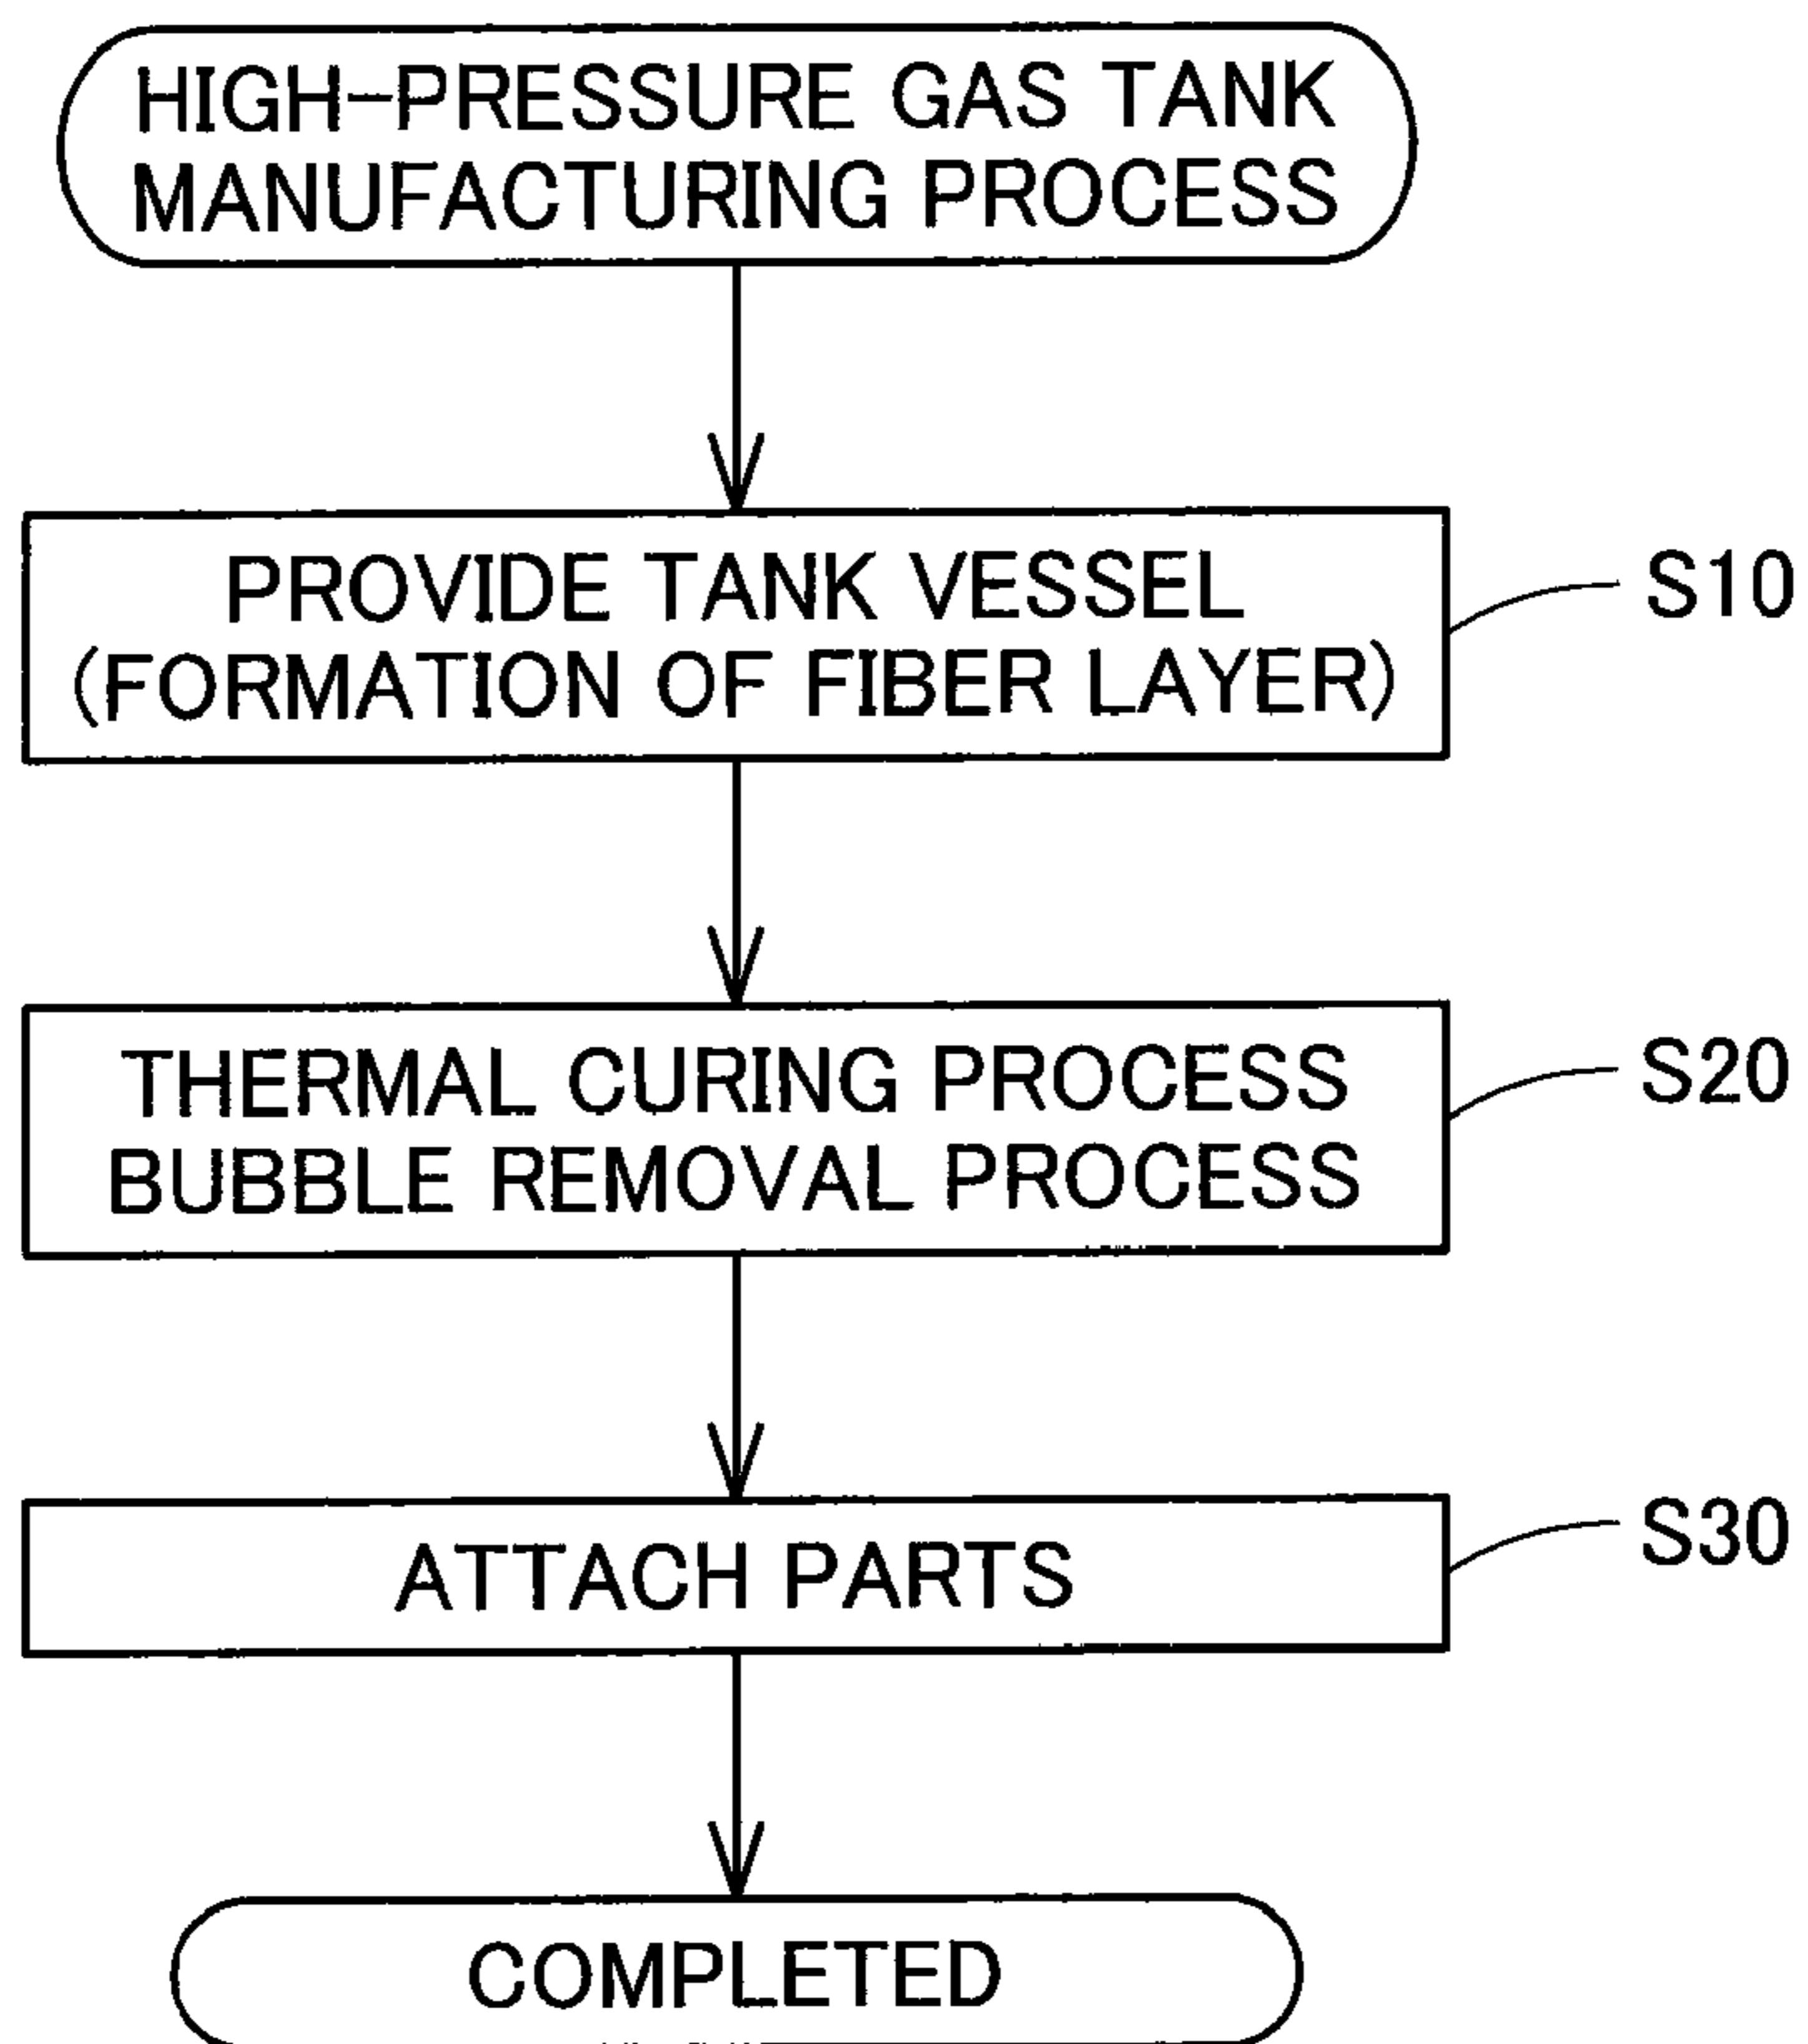 HIGH-PRESSURE GAS TANK
MANUFACTURING PROCESS
PROVIDE TANK VESSEL
(FORMATION OF FIBER LAYER)
S10
THERMAL CURING PROCESS
BUBBLE REMOVAL PROCESS
S20
ATTACH PARTS
S30
COMPLETED